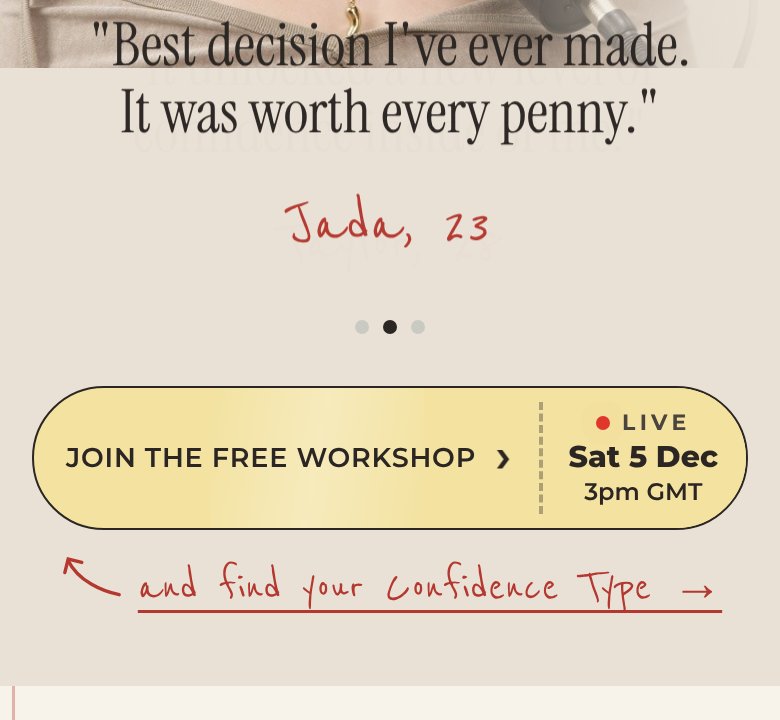 "Best decision I've ever made.
It was worth every penny."
Jada, 23
JOIN THE FREE WORKSHOP ›
LIVE
Sat 5 Dec
3pm GMT
and find your Confidence Type →